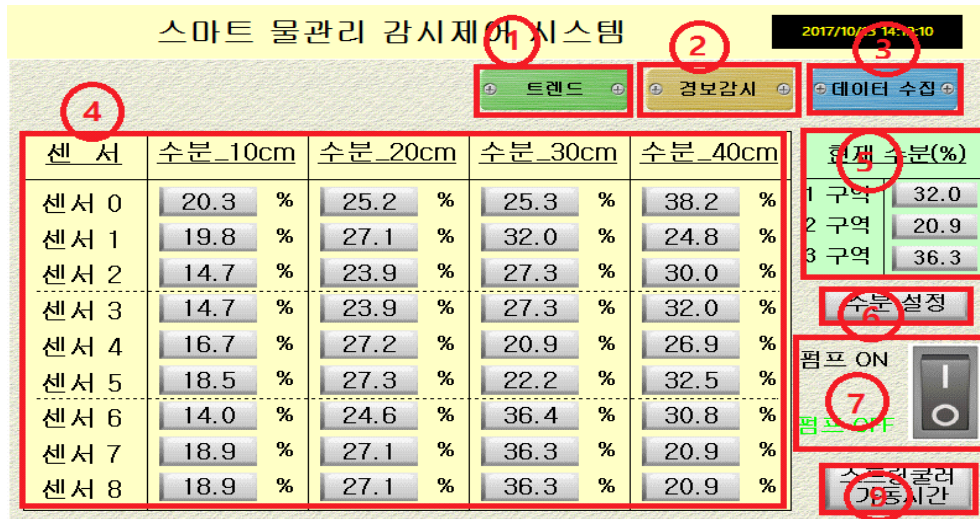 스마트 물관리 감시제어 시스템
2017/10/13 14:10:10
① ② ③
트렌드 경보감시 데이터 수집
④
센 서 수분_10cm 수분_20cm 수분_30cm 수분_40cm
센서 0 20.3 % 25.2 % 25.3 % 38.2 %
센서 1 19.8 % 27.1 % 32.0 % 24.8 %
센서 2 14.7 % 23.9 % 27.3 % 30.0 %
센서 3 14.7 % 23.9 % 27.3 % 32.0 %
센서 4 16.7 % 27.2 % 20.9 % 26.9 %
센서 5 18.5 % 27.3 % 22.2 % 32.5 %
센서 6 14.0 % 24.6 % 36.4 % 30.8 %
센서 7 18.9 % 27.1 % 36.3 % 20.9 %
센서 8 18.9 % 27.1 % 36.3 % 20.9 %
현재 수분(%)
⑤
1 구역 32.0
2 구역 20.9
3 구역 36.3
수분 설정
⑥
펌프 ON
⑦
펌프 OFF
스프링쿨러
가동시간
⑨